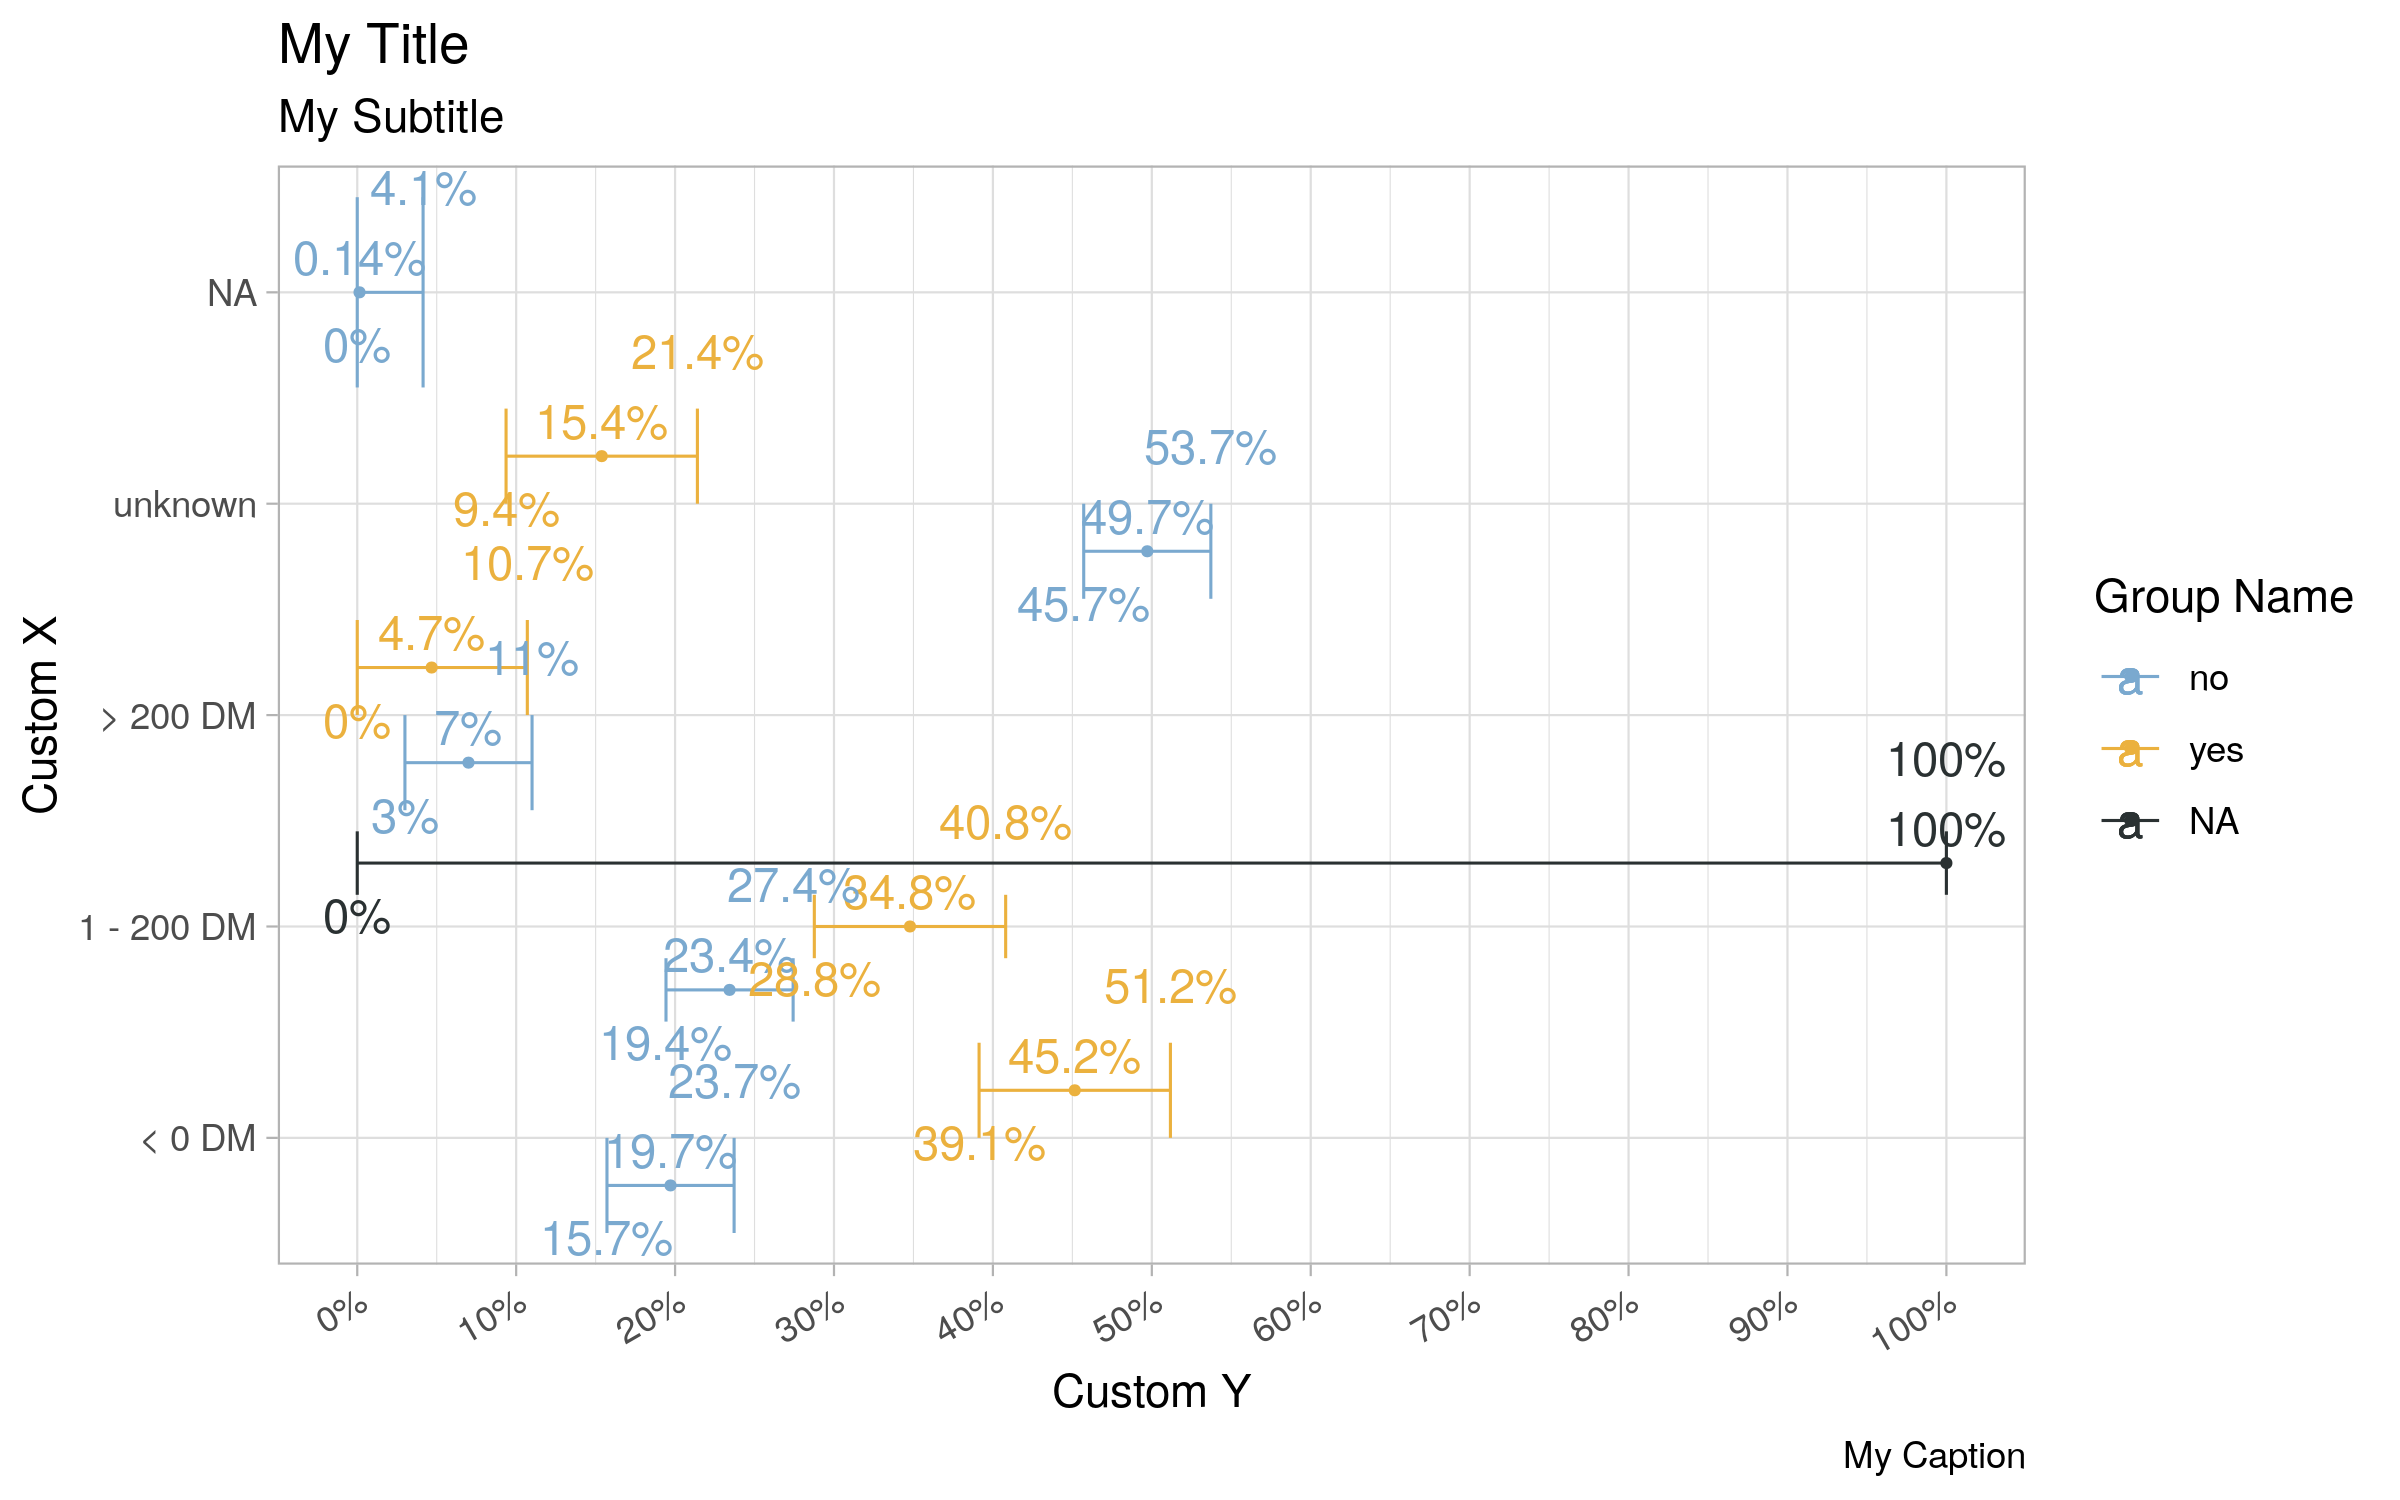 My Title
My Subtitle
4.1%
0.14%
NA
0%
21.4%
15.4%
53.7%
unknown
9.4%
49.7%
10.7%
45.7%
4.7%
11%
> 200 DM
0%
7%
3%
100%
40.8%
100%
27.4%
34.8%
1 - 200 DM
0%
23.4%
28.8%
51.2%
19.4%
45.2%
23.7%
< 0 DM
39.1%
19.7%
15.7%
0% 10% 20% 30% 40% 50% 60% 70% 80% 90% 100%
Custom X
Custom Y
Group Name
a no
a yes
a NA
My Caption